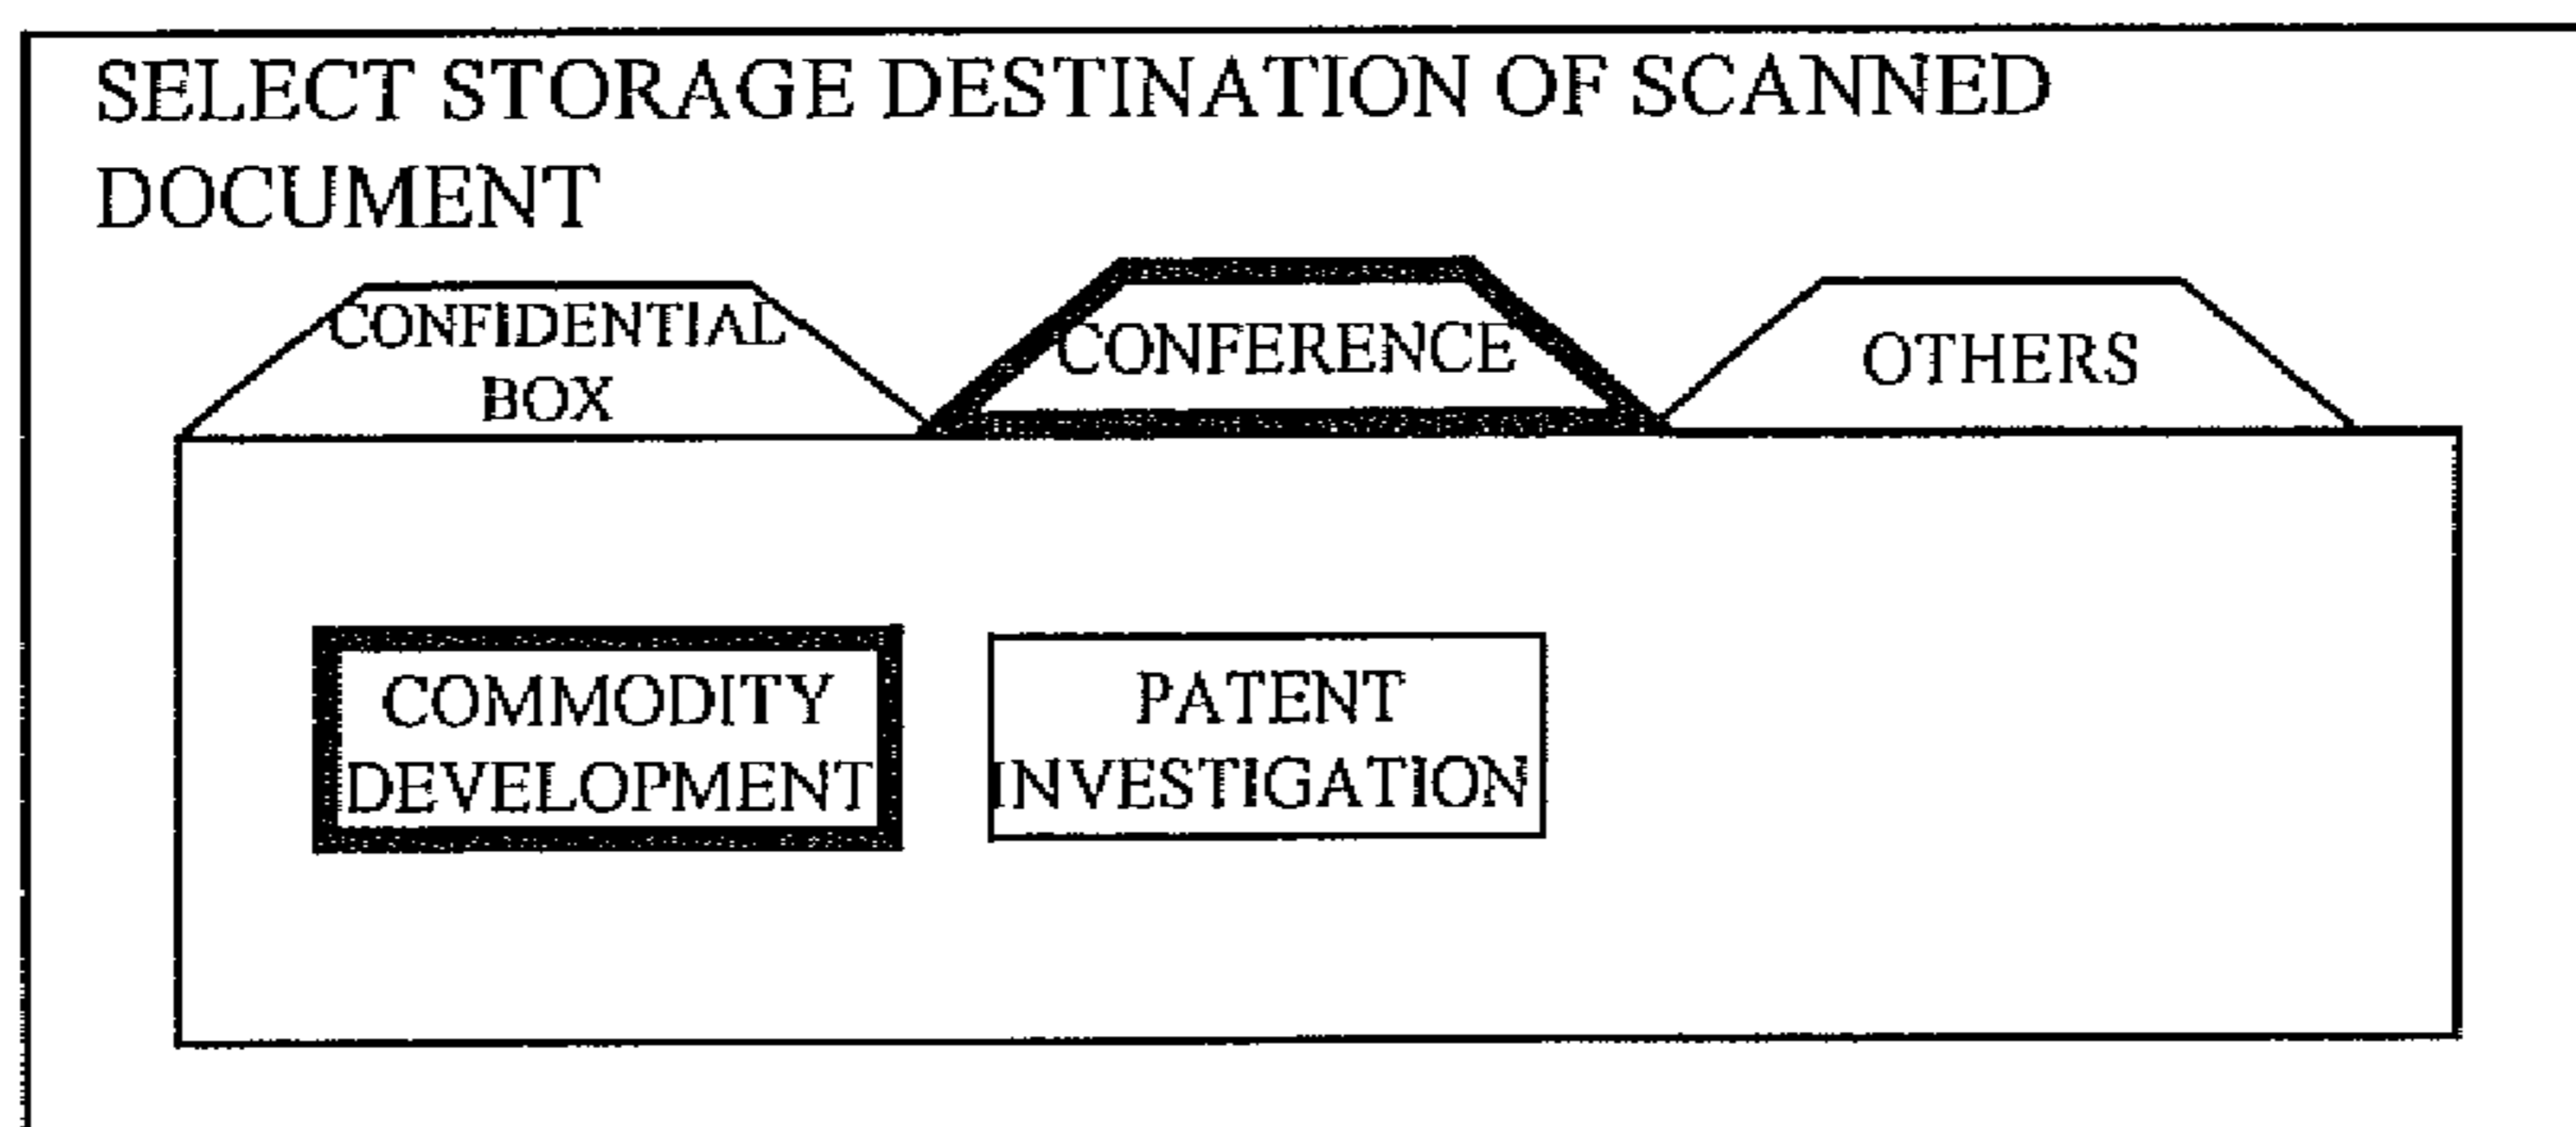 SELECT STORAGE DESTINATION OF SCANNED
DOCUMENT
CONFIDENTIAL
BOX
CONFERENCE
OTHERS
COMMODITY
DEVELOPMENT
PATENT
INVESTIGATION